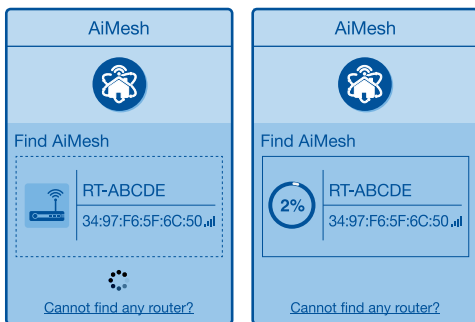 AiMesh
Find AiMesh
RT-ABCDE
34:97:F6:5F:6C:50
Cannot find any router?
AiMesh
Find AiMesh
2%
RT-ABCDE
34:97:F6:5F:6C:50
Cannot find any router?